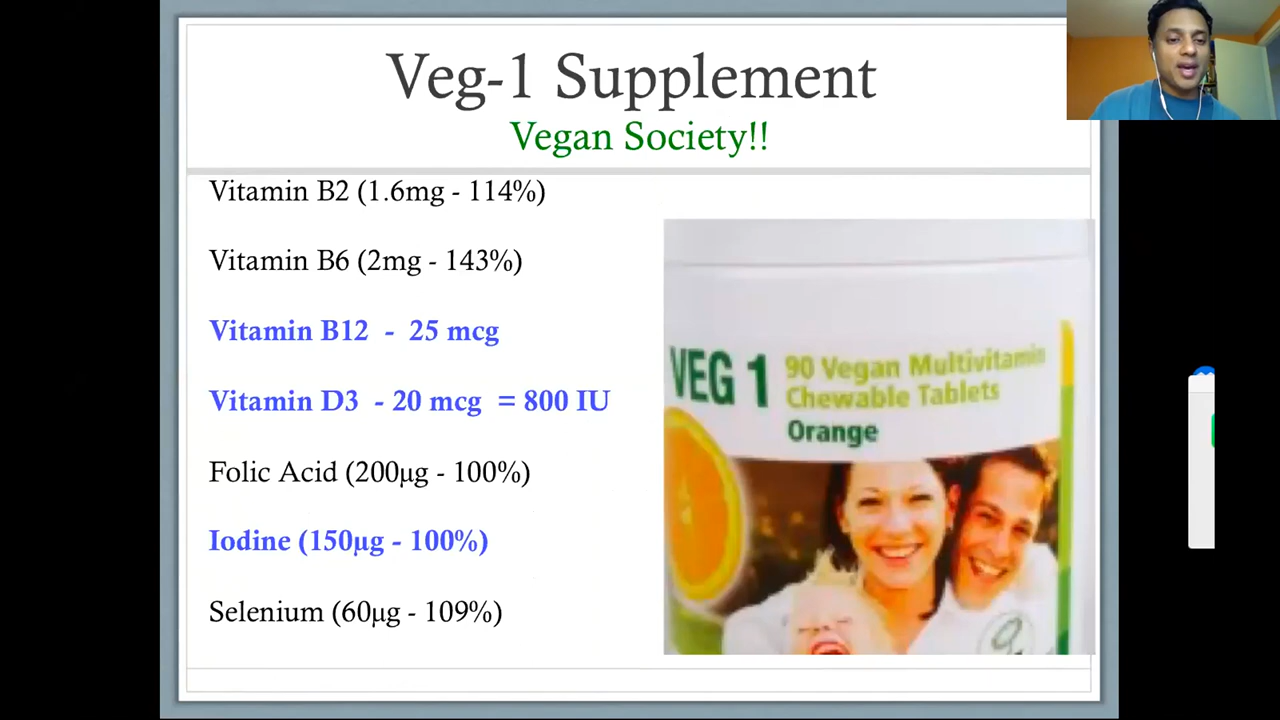 Veg-1 Supplement
Vegan Society!!
Vitamin B2 (1.6mg - 114%)
Vitamin B6 (2mg - 143%)
Vitamin B12 - 25 mcg
Vitamin D3 - 20 mcg = 800 IU
Folic Acid (200µg - 100%)
Iodine (150µg - 100%)
Selenium (60µg - 109%)
VEG 1
90 Vegan Multivitamin
Chewable Tablets
Orange